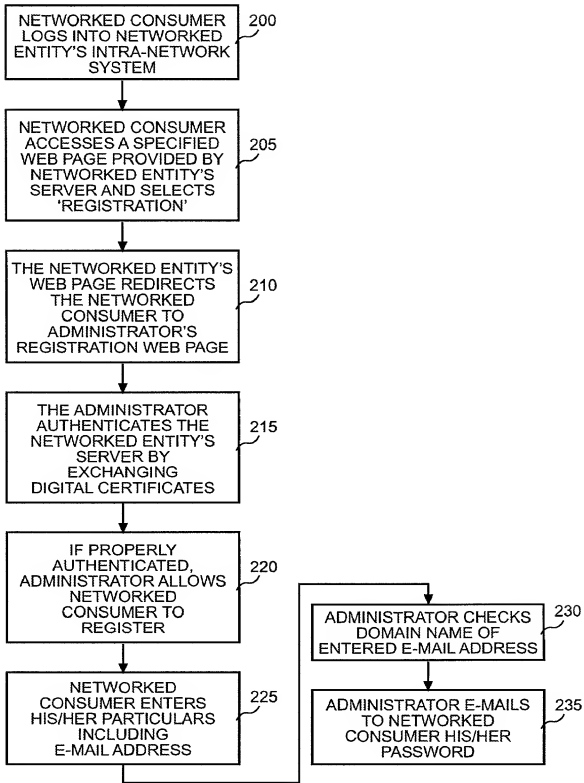 NETWORKED CONSUMER
LOGS INTO NETWORKED
ENTITY'S INTRA-NETWORK
SYSTEM
200
NETWORKED CONSUMER
ACCESSES A SPECIFIED
WEB PAGE PROVIDED BY
NETWORKED ENTITY'S
SERVER AND SELECTS
'REGISTRATION'
205
THE NETWORKED ENTITY'S
WEB PAGE REDIRECTS
THE NETWORKED
CONSUMER TO
ADMINISTRATOR'S
REGISTRATION WEB PAGE
210
THE ADMINISTRATOR
AUTHENTICATES THE
NETWORKED ENTITY'S
SERVER BY
EXCHANGING
DIGITAL CERTIFICATES
215
IF PROPERLY
AUTHENTICATED,
ADMINISTRATOR ALLOWS
NETWORKED
CONSUMER TO
REGISTER
220
NETWORKED
CONSUMER ENTERS
HIS/HER PARTICULARS
INCLUDING
E-MAIL ADDRESS
225
ADMINISTRATOR CHECKS
DOMAIN NAME OF
ENTERED E-MAIL ADDRESS
230
ADMINISTRATOR E-MAILS
TO NETWORKED
CONSUMER HIS/HER
PASSWORD
235